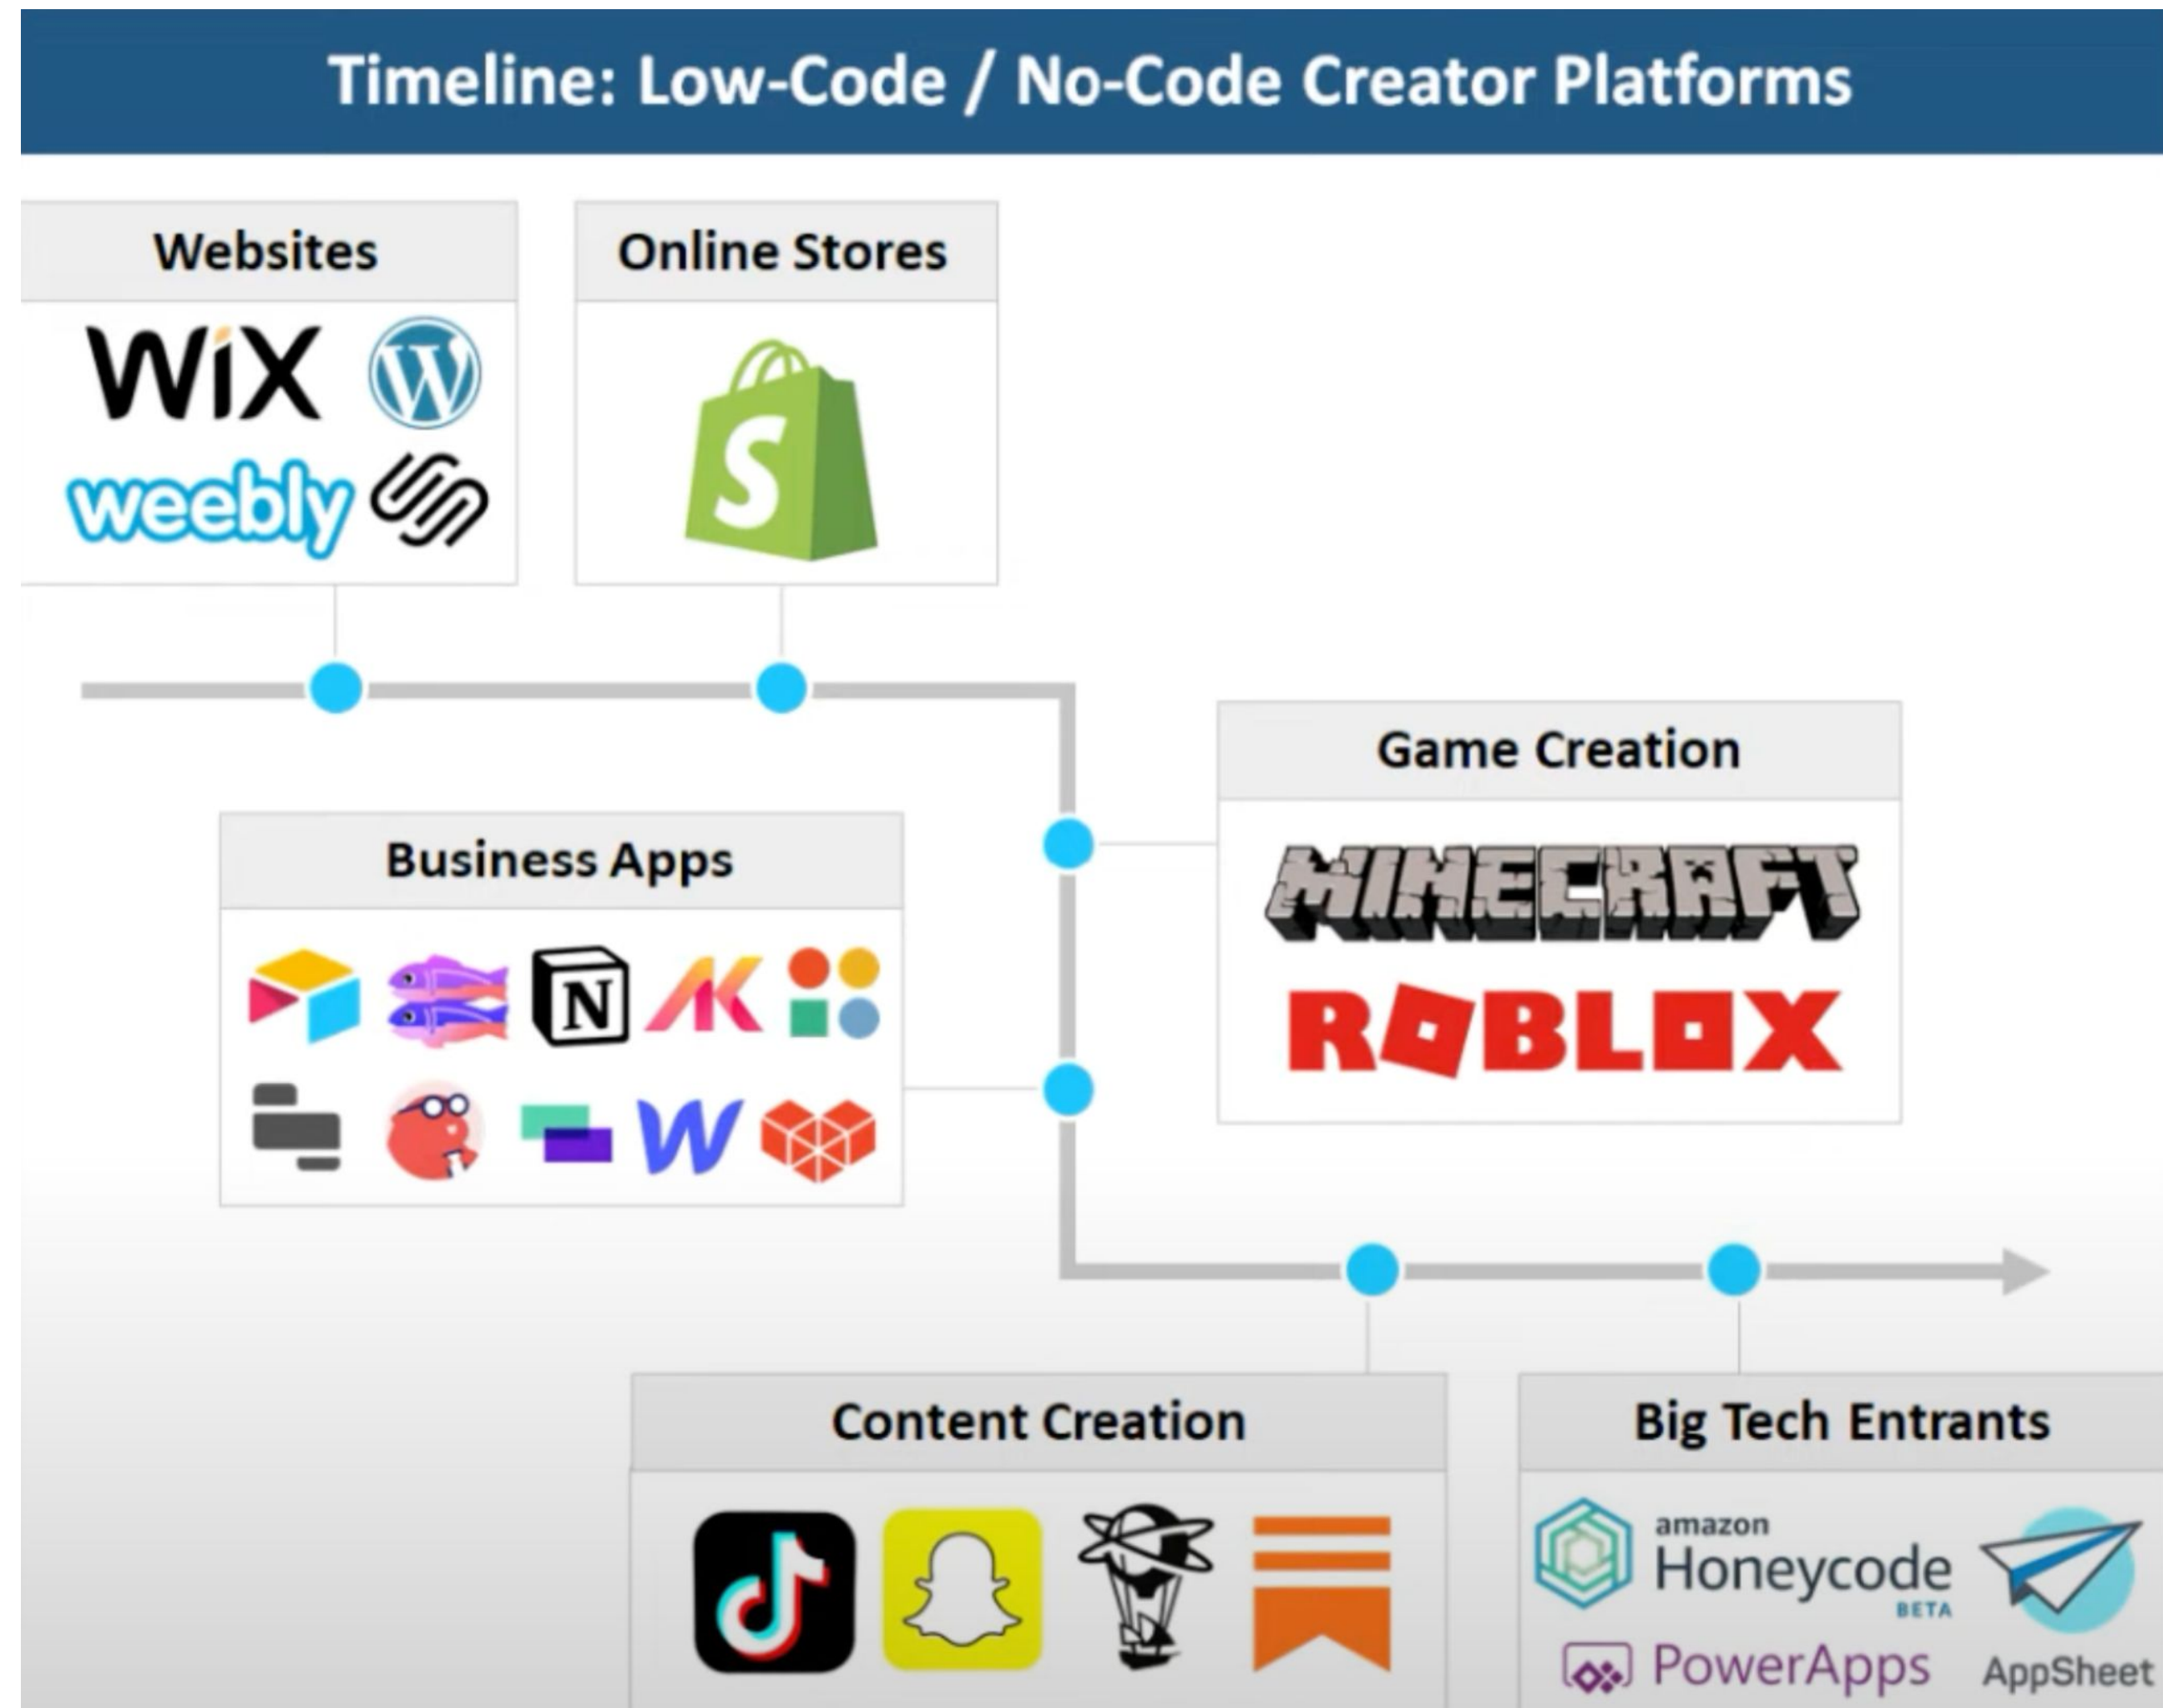 Timeline: Low-Code / No-Code Creator Platforms
Websites
WiX
W
weebly
Online Stores
S
Game Creation
MINECRAFT
ROBLOX
Business Apps
N
K
W
Content Creation
Big Tech Entrants
amazon
Honeycode
BETA
PowerApps
AppSheet